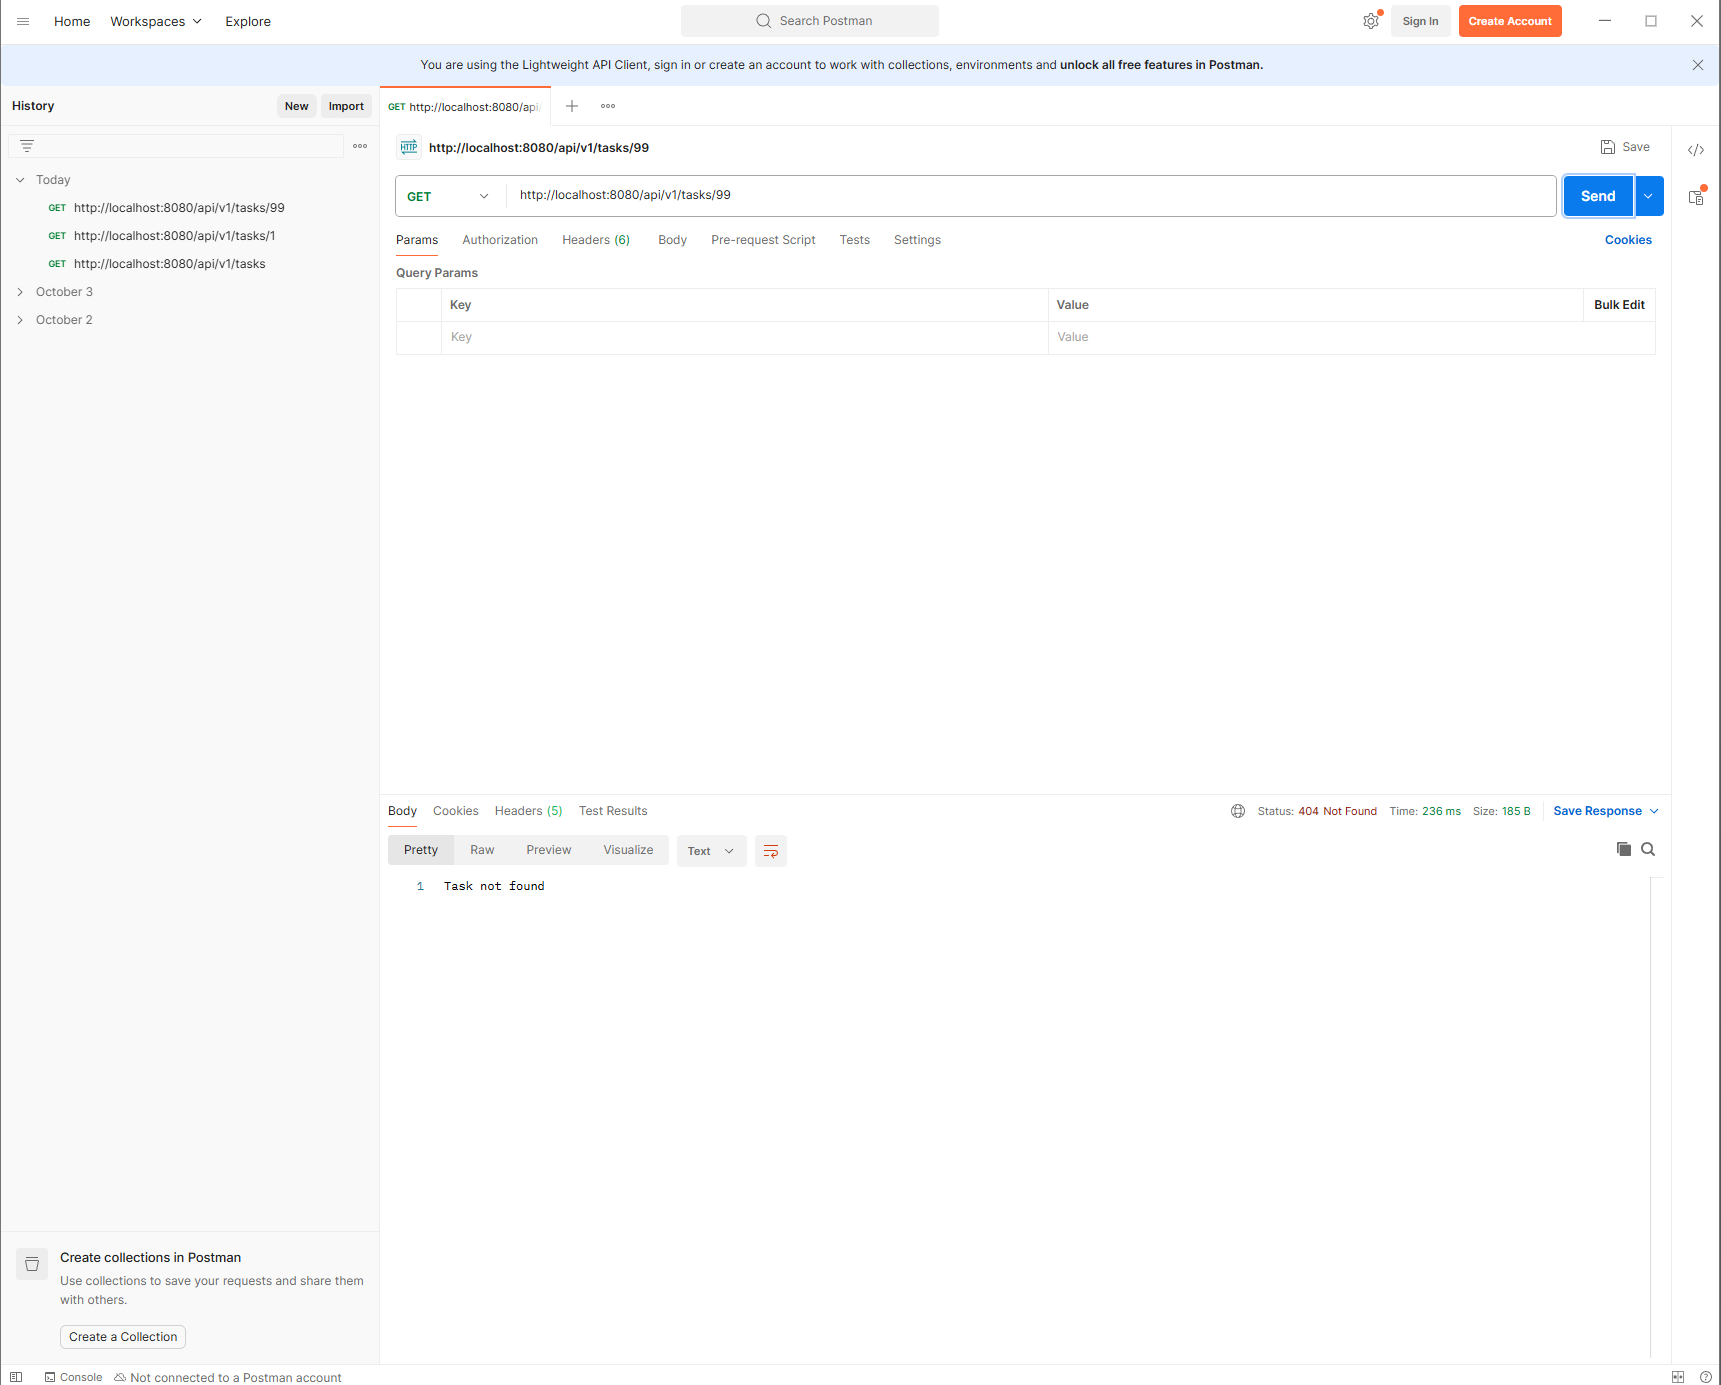 Home Workspaces Explore
Search Postman
Sign In Create Account
You are using the Lightweight API Client, sign in or create an account to work with collections, environments and unlock all free features in Postman.
History New Import
Today
GET http://localhost:8080/api/v1/tasks/99
GET http://localhost:8080/api/v1/tasks/1
GET http://localhost:8080/api/v1/tasks
October 3
October 2
Create collections in Postman
Use collections to save your requests and share them
with others.
Create a Collection
GET http://localhost:8080/api/
HTTP http://localhost:8080/api/v1/tasks/99 Save
GET http://localhost:8080/api/v1/tasks/99 Send
Params Authorization Headers (6) Body Pre-request Script Tests Settings Cookies
Query Params
Key Value Bulk Edit
Key Value
Body Cookies Headers (5) Test Results Status: 404 Not Found Time: 236 ms Size: 185 B Save Response
Pretty Raw Preview Visualize Text
1 Task not found
Console Not connected to a Postman account